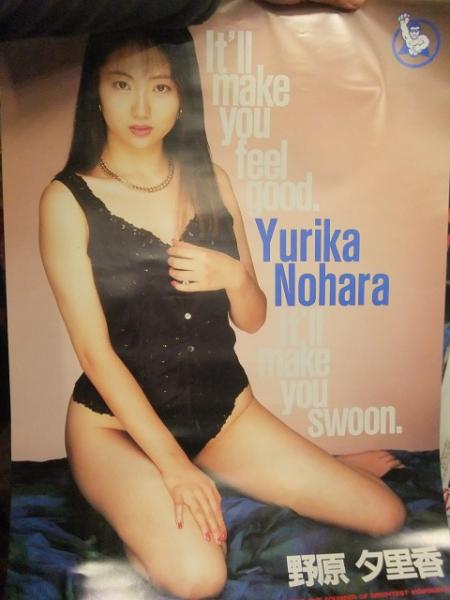 It'll
make
you
feel
good.
Yurika
Nohara
It'll
make
you
swoon.
野原 夕里香